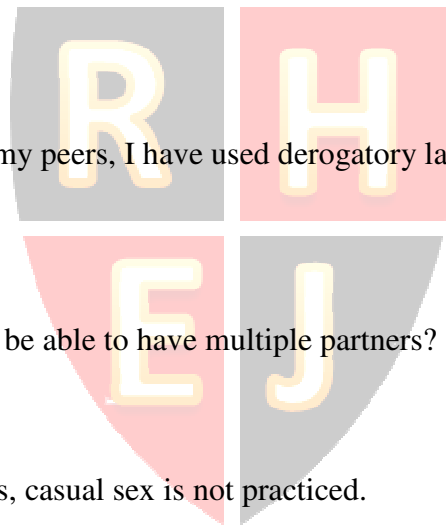 R H
my peers, I have used derogatory la
be able to have multiple partners?
E J
s, casual sex is not practiced.